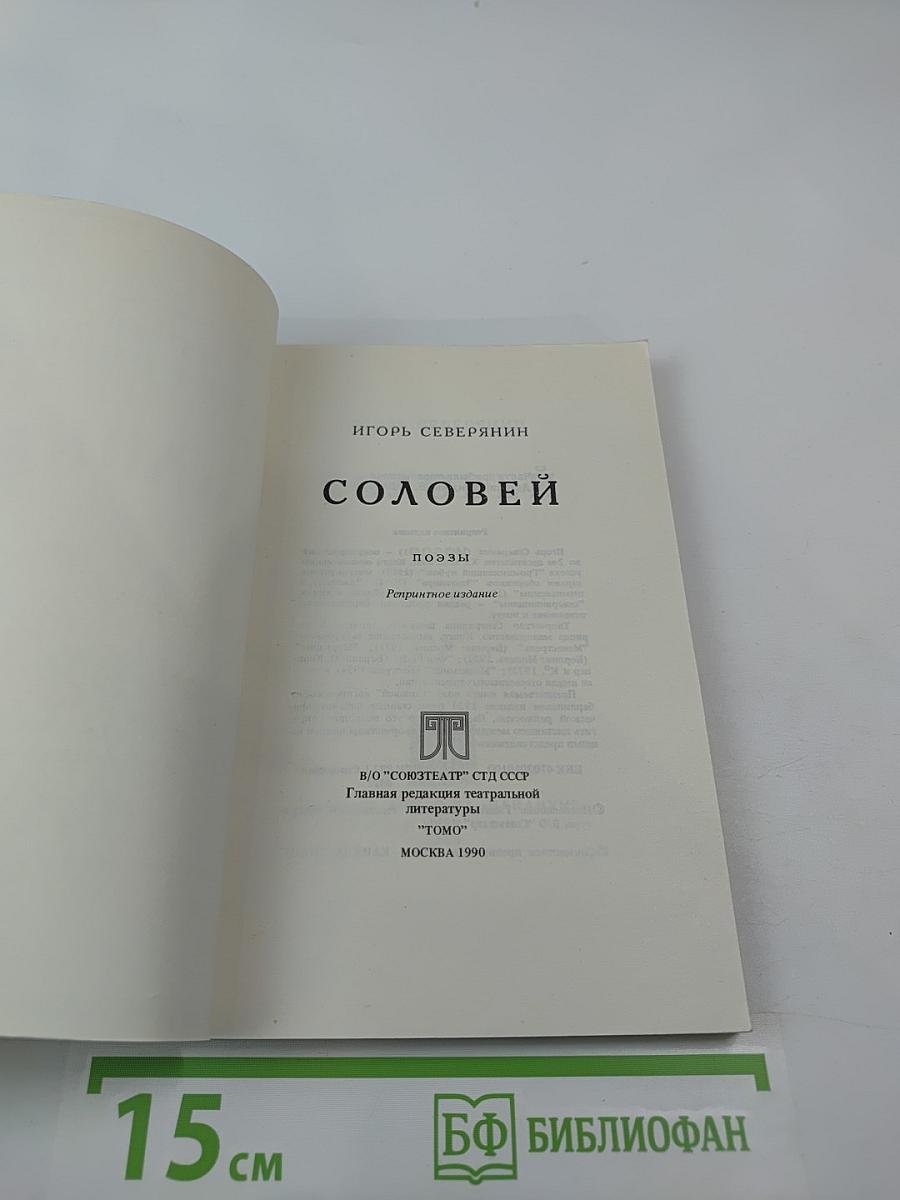 ИГОРЬ СЕВЕРЯНИН
СОЛОВЕЙ
ПОЭЗЫ
Репринтное издание
В/О "СОЮЗТЕАТР" СТД СССР
Главная редакция театральной
литературы
"ТОМО"
МОСКВА 1990
15 см
БФ БИБЛИОФАН